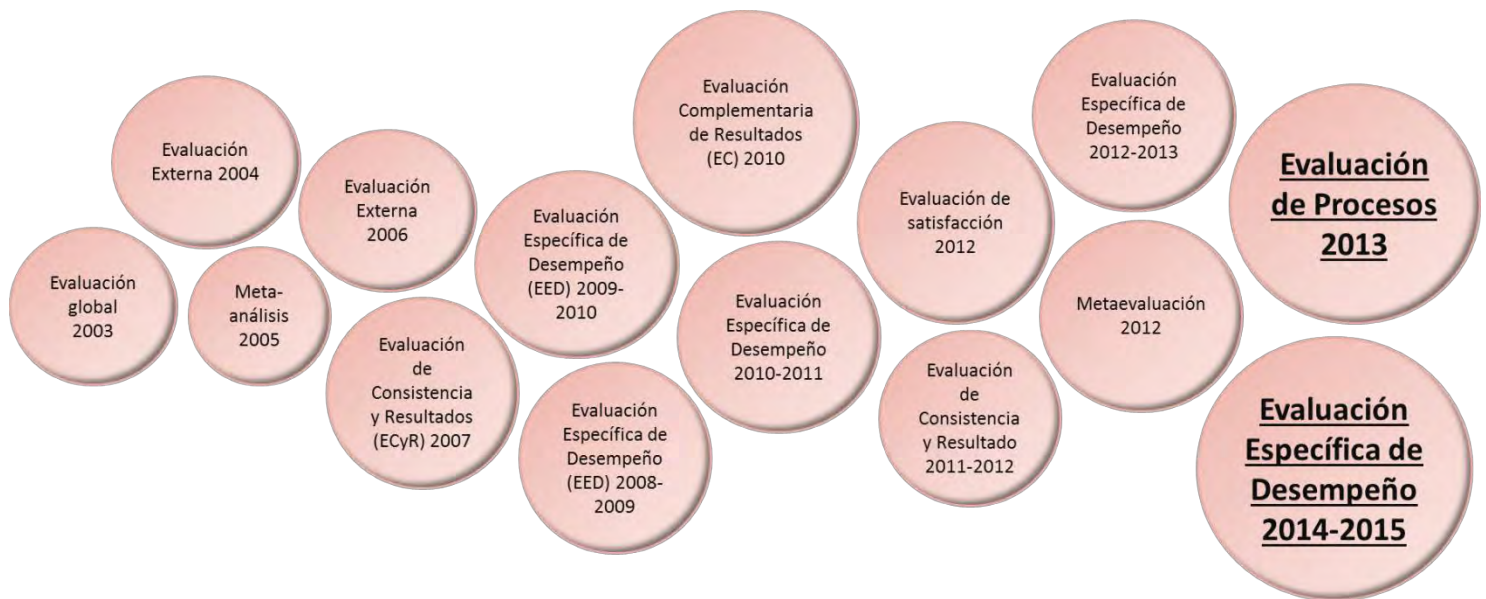 Evaluación
global
2003
Evaluación
Externa 2004
Meta-
análisis
2005
Evaluación
Externa
2006
Evaluación
de
Consistencia
y Resultados
(ECyR) 2007
Evaluación
Específica de
Desempeño
(EED) 2009-
2010
Evaluación
Específica de
Desempeño
(EED) 2008-
2009
Evaluación
Complementaria
de Resultados
(EC) 2010
Evaluación
Específica de
Desempeño
2010-2011
Evaluación de
satisfacción
2012
Evaluación
de
Consistencia
y Resultado
2011-2012
Evaluación
Específica de
Desempeño
2012-2013
Metaevaluación
2012
Evaluación
de Procesos
2013
Evaluación
Específica de
Desempeño
2014-2015